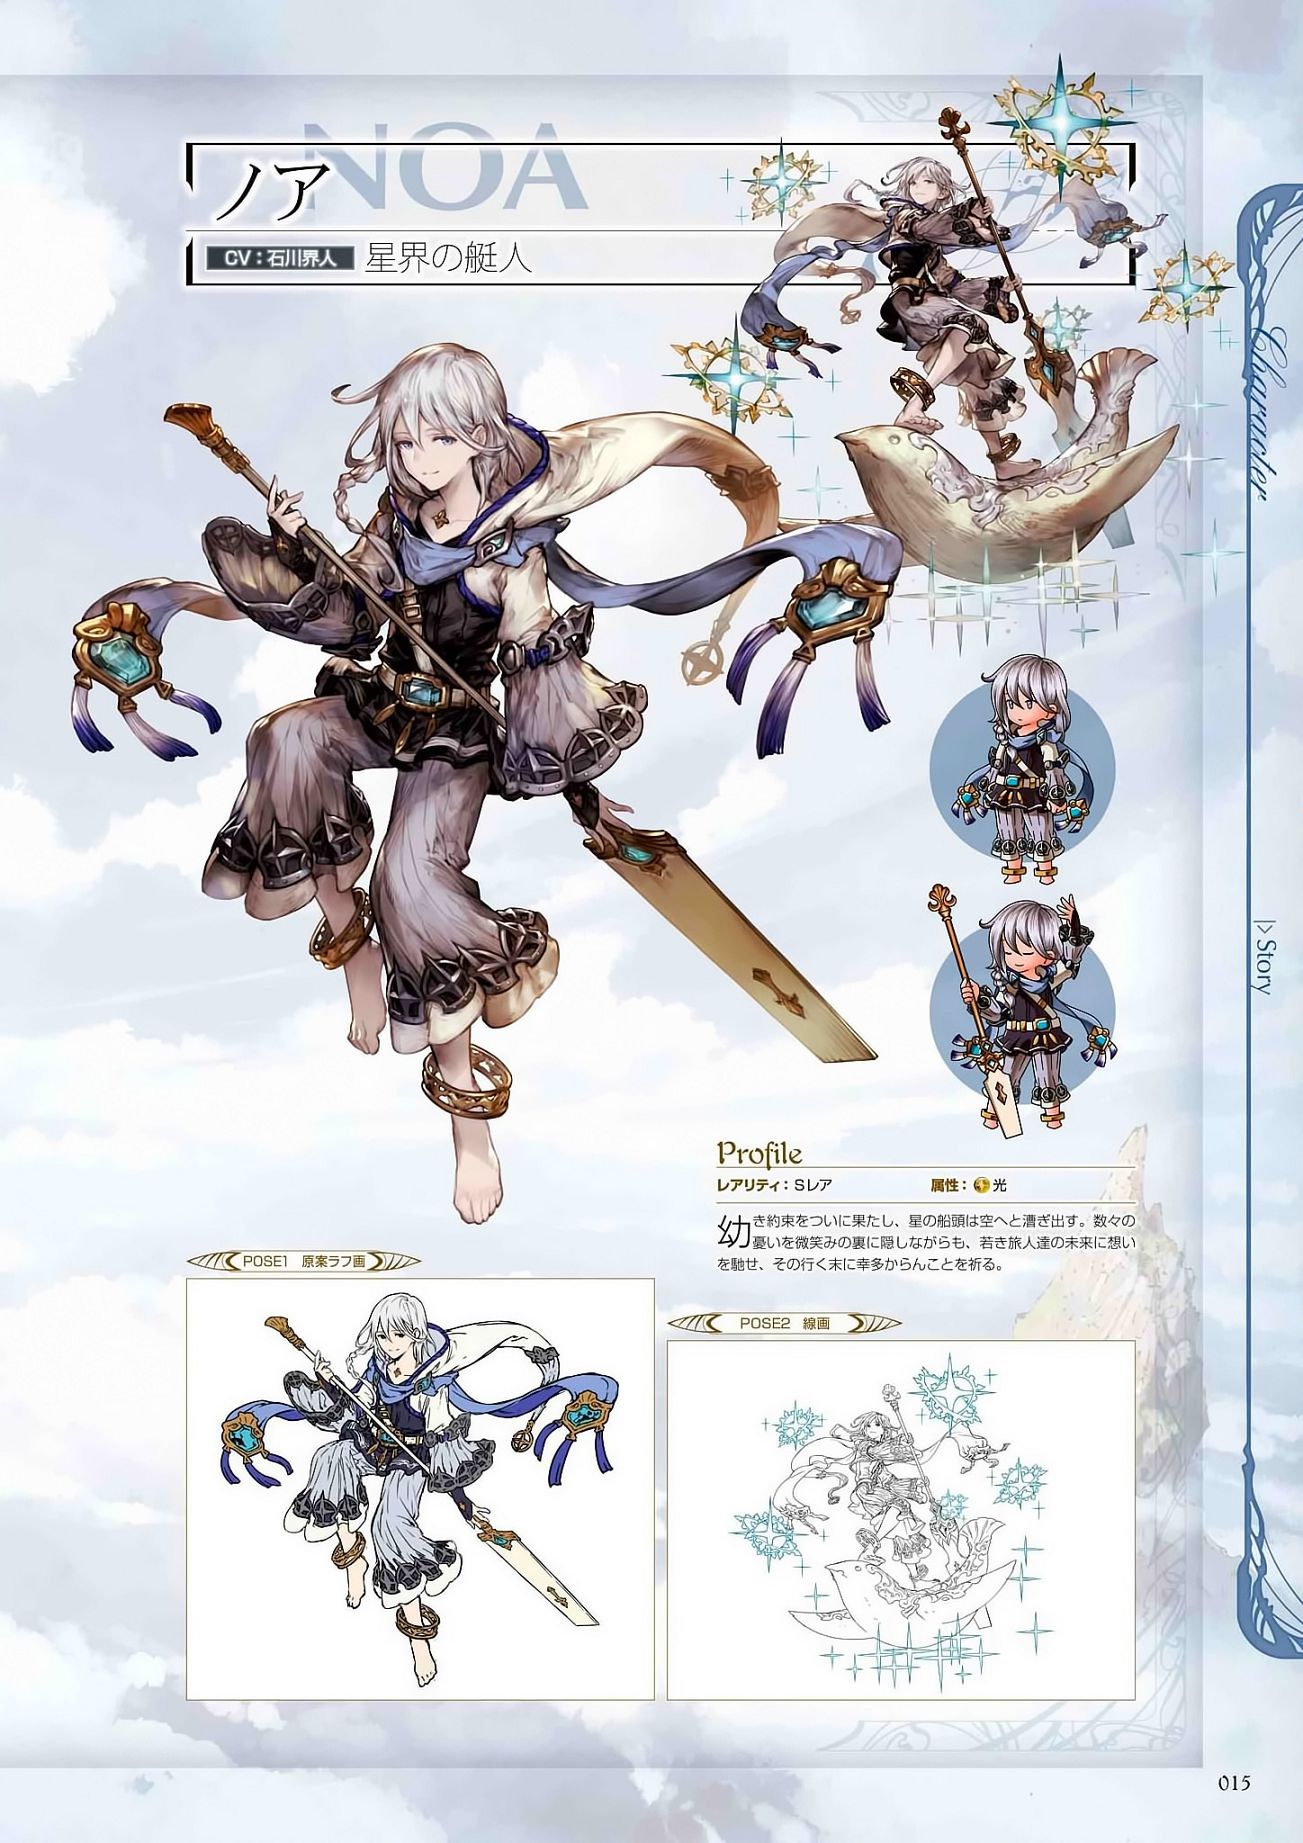 NOA
ノア
CV：石川界人 星界の艇人
Character
Story
Profile
レアリティ：Sレア 属性：光
幼き約束をついに果たし、星の船頭は空へと漕ぎ出す。数々の
憂いを微笑みの裏に隠しながらも、若き旅人達の未来に想い
を馳せ、その行く末に幸多からんことを祈る。
POSE1 原案ラフ画
POSE2 線画
015